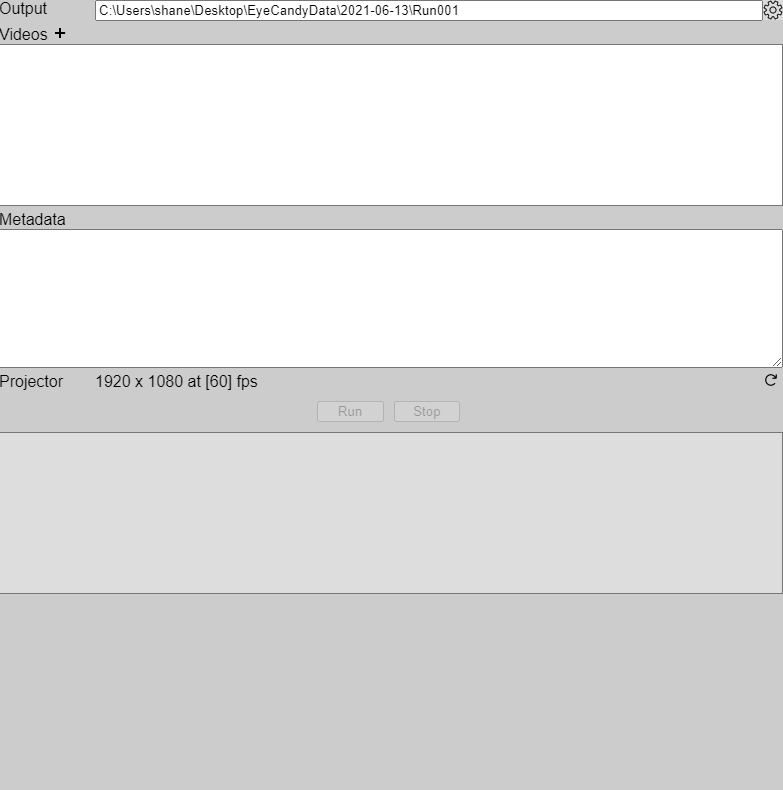 Output C:\Users\shane\Desktop\EyeCandyData\2021-06-13\Run001
Videos +
Metadata
Projector 1920 x 1080 at [60] fps
Run Stop